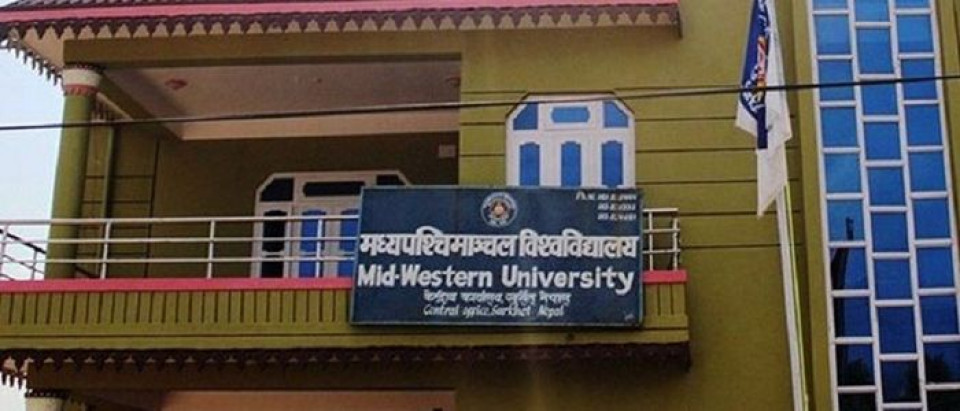 मध्यपश्चिमाञ्चल विश्वविद्यालय
Mid-Western University
केन्द्रीय कार्यालय, सुर्खेत नेपाल
Central office, Surkhet Nepal